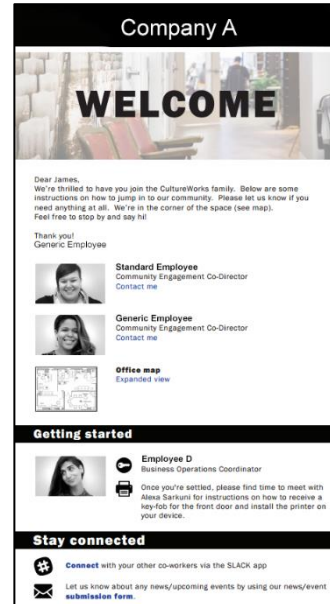 Company A
WELCOME
Dear James,
We're thrilled to have you join the CultureWorks family. Below are some
instructions on how to jump in to our community. Please let us know if you
need anything at all. We're in the corner of the space (see map).
Feel free to stop by and say hi!
Thank you!
Generic Employee
Standard Employee
Community Engagement Co-Director
Contact me
Generic Employee
Community Engagement Co-Director
Contact me
Office map
Expanded view
Getting started
Employee D
Business Operations Coordinator
Once you're settled, please find time to meet with
Alexa Sarkuni for instructions on how to receive a
key-fob for the front door and install the printer on
your device.
Stay connected
Connect with your other co-workers via the SLACK app
Let us know about any news/upcoming events by using our news/event
submission form.